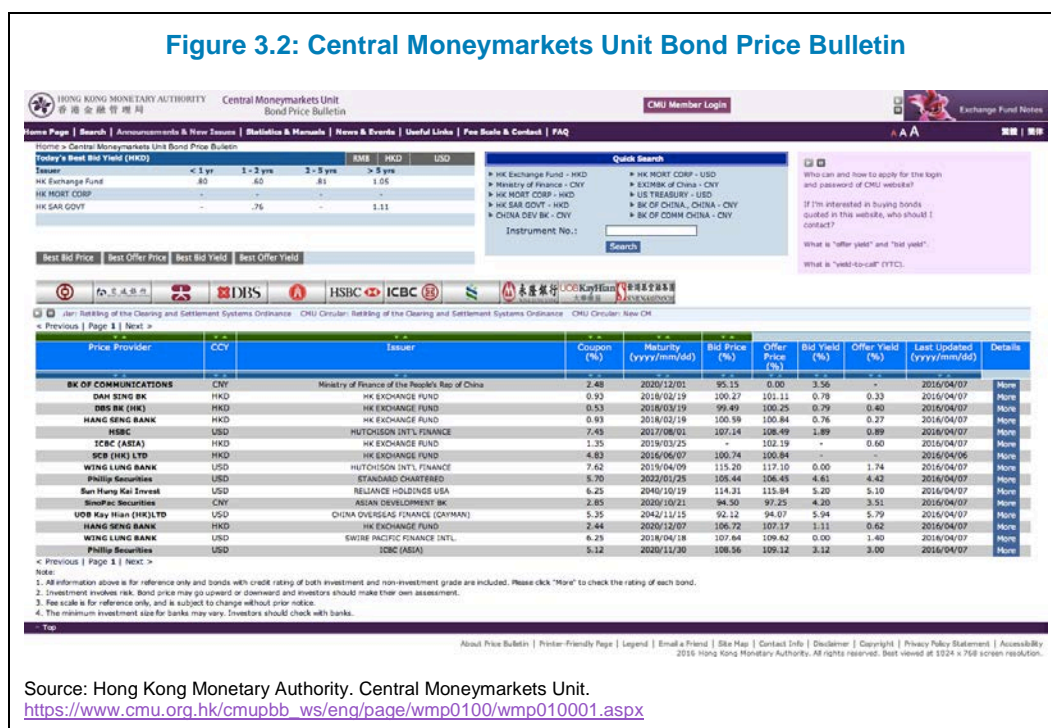 Figure 3.2: Central Moneymarkets Unit Bond Price Bulletin
HONG KONG MONETARY AUTHORITY
香港金融管理局
Central Moneymarkets Unit
Bond Price Bulletin
CMU Member Login
Exchange Fund Notes
Home Page | Search | Announcements & New Issues | Statistics & Manuals | News & Events | Useful Links | Fee Scale & Contact | FAQ
A A A
繁體 | 簡体
Home > Central Moneymarkets Unit Bond Price Bulletin
Today's Best Bid Yield (HKD) RMB HKD USD
Issuer < 1 yr 1 - 2 yrs 2 - 5 yrs > 5 yrs
HK Exchange Fund .80 .60 .81 1.05
HK MORT CORP - - - -
HK SAR GOVT - .76 - 1.11
Best Bid Price Best Offer Price Best Bid Yield Best Offer Yield
Quick Search
HK Exchange Fund - HKD HK MORT CORP - USD
Ministry of Finance - CNY EXIMBK of China - CNY
HK MORT CORP - HKD US TREASURY - USD
HK SAR GOVT - HKD BK OF CHINA., CHINA - CNY
CHINA DEV BK - CNY BK OF COMM CHINA - CNY
Instrument No.:
Search
Who can and how to apply for the login
and password of CMU website?
If I'm interested in buying bonds
quoted in this website, who should I
contact?
What is "offer yield" and "bid yield".
What is "yield-to-call" (YTC).
DBS HSBC ICBC 永隆銀行 UOBKayHian
Retitling of the Clearing and Settlement Systems Ordinance CMU Circular: Retitling of the Clearing and Settlement Systems Ordinance CMU Circular: New CM
< Previous | Page 1 | Next >
Price Provider CCY Issuer Coupon (%) Maturity (yyyy/mm/dd) Bid Price (%) Offer Price (%) Bid Yield (%) Offer Yield (%) Last Updated (yyyy/mm/dd) Details
BK OF COMMUNICATIONS CNY Ministry of Finance of the People's Rep of China 2.48 2020/12/01 95.15 0.00 3.56 - 2016/04/07 More
DAH SING BK HKD HK EXCHANGE FUND 0.93 2018/02/19 100.27 101.11 0.78 0.33 2016/04/07 More
DBS BK (HK) HKD HK EXCHANGE FUND 0.53 2018/03/19 99.49 100.25 0.79 0.40 2016/04/07 More
HANG SENG BANK HKD HK EXCHANGE FUND 0.93 2018/02/19 100.59 100.84 0.76 0.27 2016/04/07 More
HSBC USD HUTCHISON INT'L FINANCE 7.45 2017/08/01 107.14 108.49 1.89 0.89 2016/04/07 More
ICBC (ASIA) HKD HK EXCHANGE FUND 1.35 2019/03/25 - 102.19 - 0.60 2016/04/07 More
SCB (HK) LTD HKD HK EXCHANGE FUND 4.83 2016/06/07 100.74 100.84 - - 2016/04/06 More
WING LUNG BANK USD HUTCHISON INT'L FINANCE 7.62 2019/04/09 115.20 117.10 0.00 1.74 2016/04/07 More
Phillip Securities USD STANDARD CHARTERED 5.70 2022/01/25 105.44 106.45 4.61 4.42 2016/04/07 More
Sun Hung Kai Invest USD RELIANCE HOLDINGS USA 6.25 2040/10/19 114.31 115.84 5.20 5.10 2016/04/07 More
SinoPac Securities CNY ASIAN DEVELOPMENT BK 2.85 2020/10/21 94.50 97.25 4.20 3.51 2016/04/07 More
UOB Kay Hian (HK)LTD USD CHINA OVERSEAS FINANCE (CAYMAN) 5.35 2042/11/15 92.12 94.07 5.94 5.79 2016/04/07 More
HANG SENG BANK HKD HK EXCHANGE FUND 2.44 2020/12/07 106.72 107.17 1.11 0.62 2016/04/07 More
WING LUNG BANK USD SWIRE PACIFIC FINANCE INTL. 6.25 2018/04/18 107.64 109.62 0.00 1.40 2016/04/07 More
Phillip Securities USD ICBC (ASIA) 5.12 2020/11/30 108.56 109.12 3.12 3.00 2016/04/07 More
< Previous | Page 1 | Next >
Note:
1. All information above is for reference only and bonds with credit rating of both investment and non-investment grade are included. Please click "More" to check the rating of each bond.
2. Investment involves risk. Bond price may go upward or downward and investors should make their own assessment.
3. Fee scale is for reference only, and is subject to change without prior notice.
4. The minimum investment size for banks may vary. Investors should check with banks.
Top
About Price Bulletin | Printer-Friendly Page | Legend | Email a Friend | Site Map | Contact Info | Disclaimer | Copyright | Privacy Policy Statement | Accessibility
2016 Hong Kong Monetary Authority. All rights reserved. Best viewed at 1024 x 768 screen resolution.
Source: Hong Kong Monetary Authority. Central Moneymarkets Unit.
https://www.cmu.org.hk/cmupbb_ws/eng/page/wmp0100/wmp010001.aspx